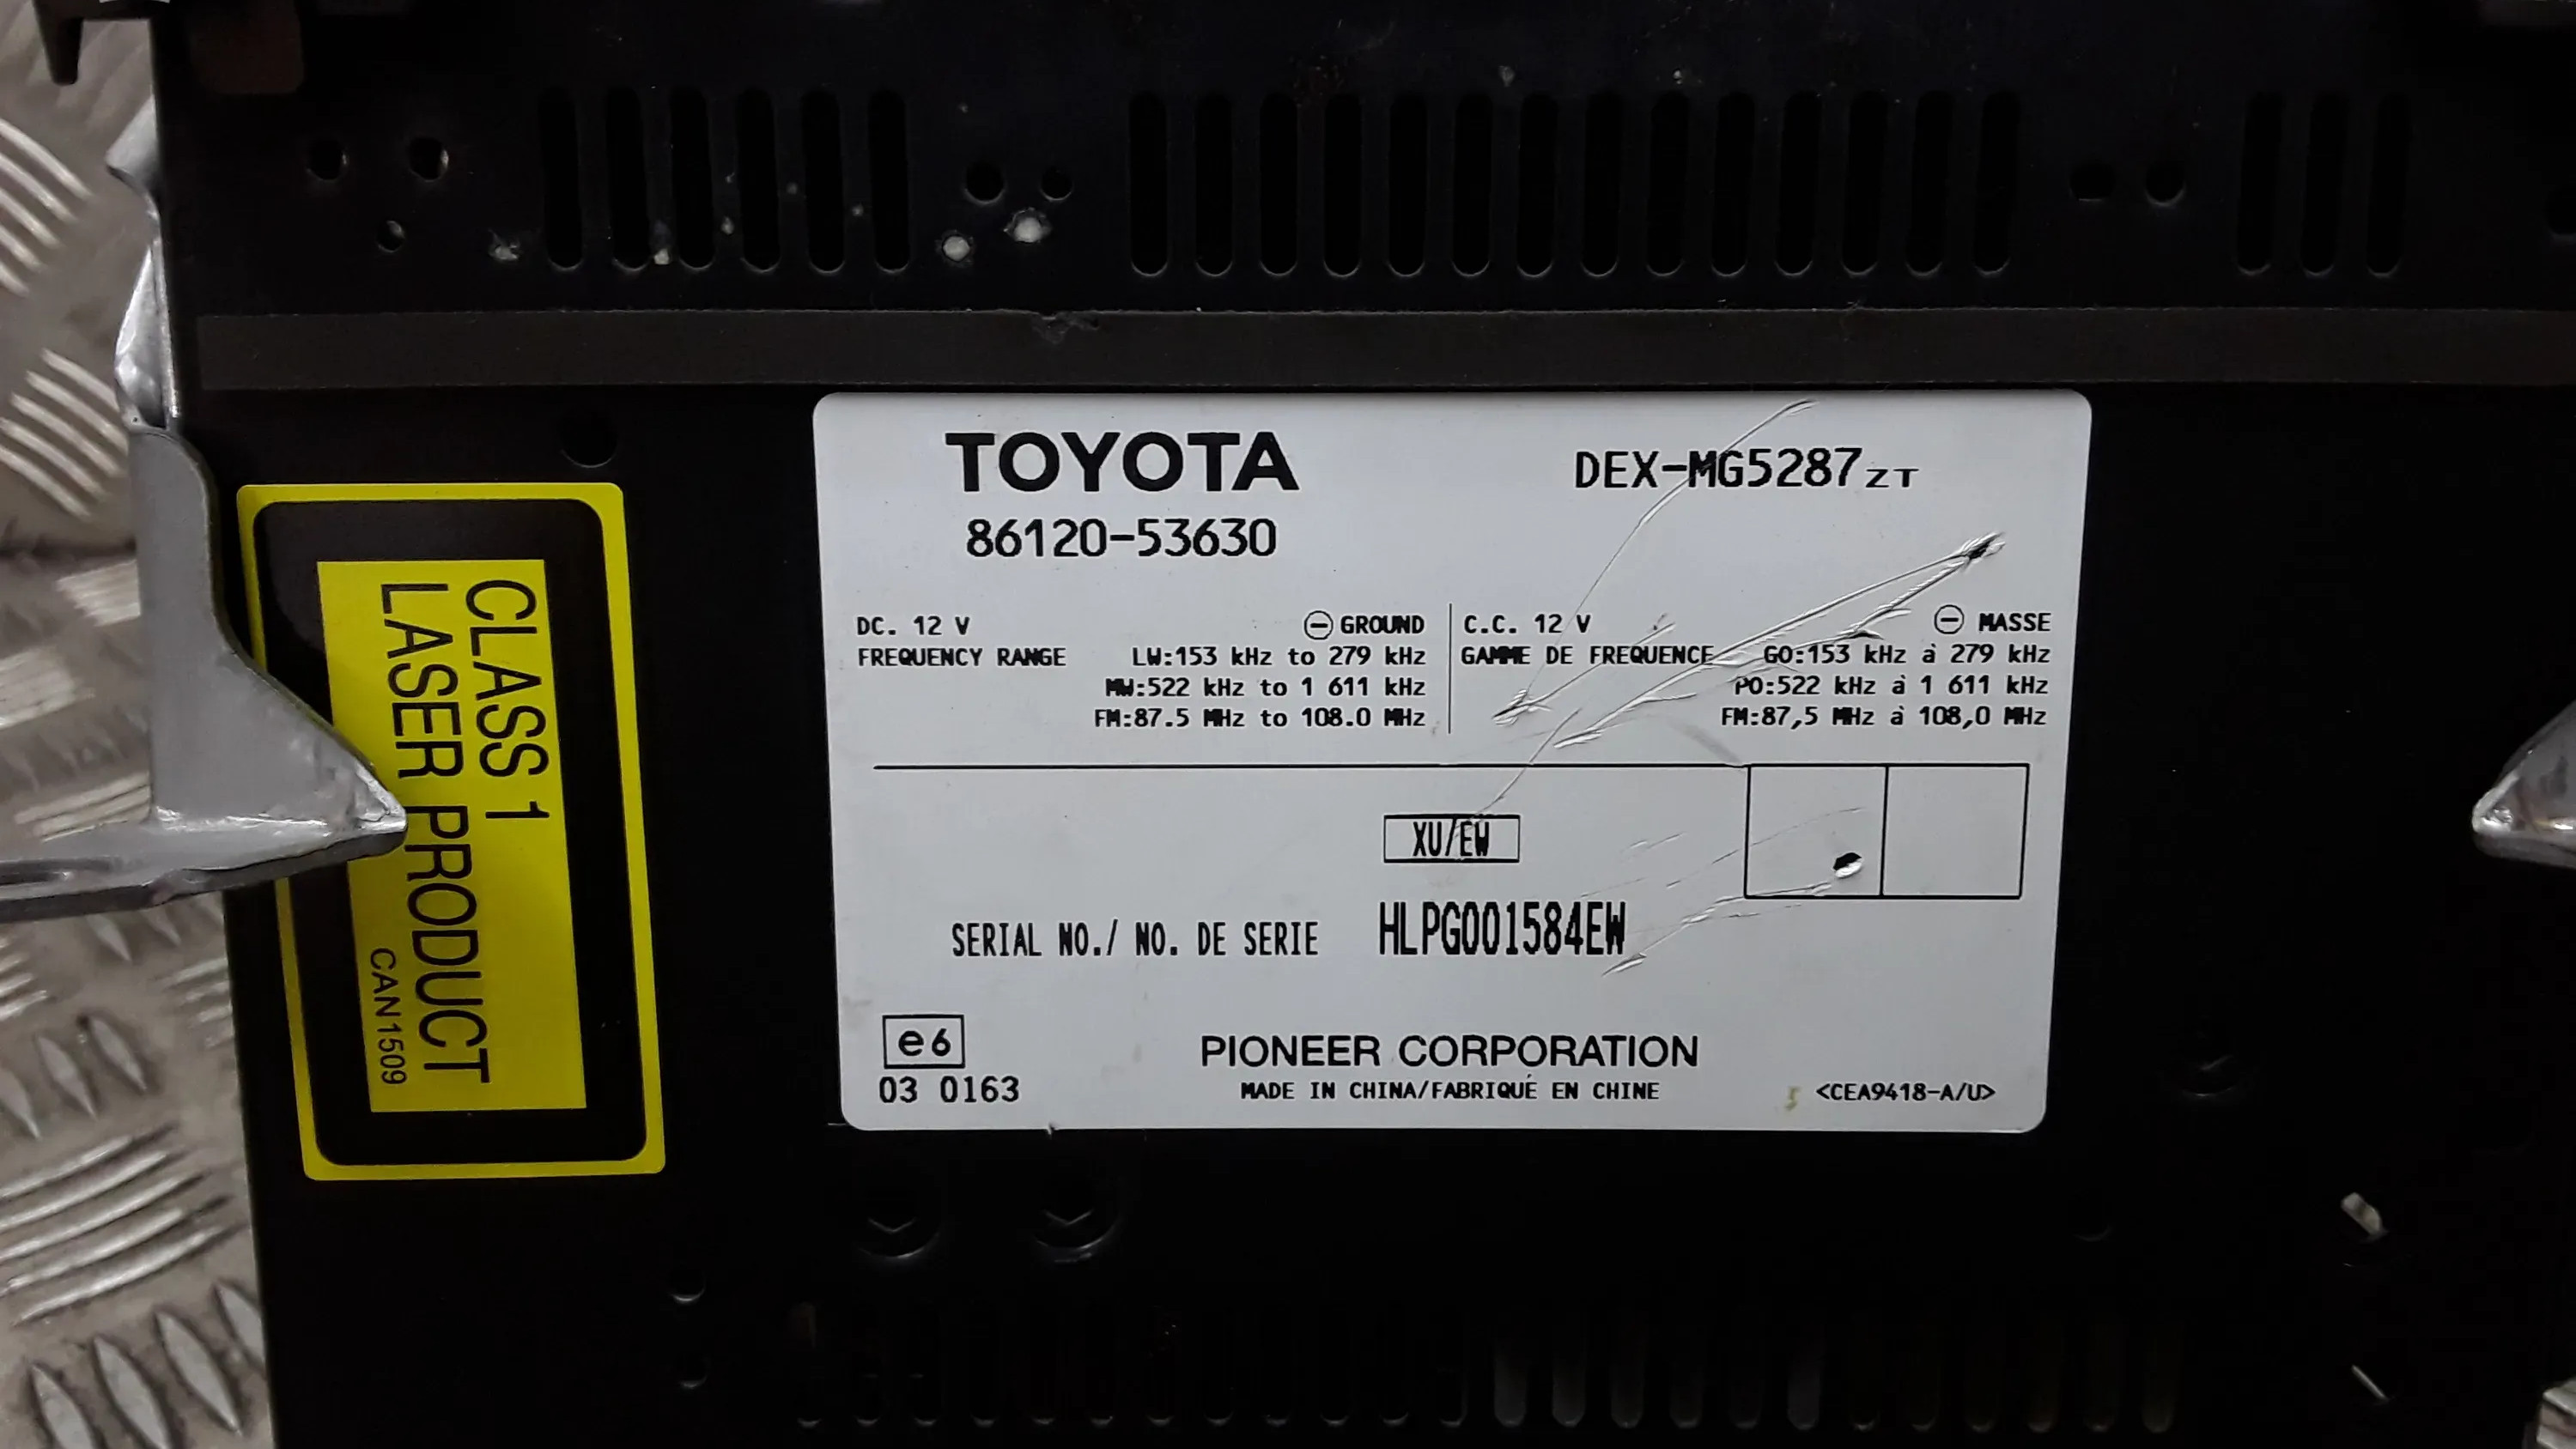 TOYOTA
DEX-MG5287ZT
86120-53630
DC. 12 V ⊖ GROUND
FREQUENCY RANGE LW:153 kHz to 279 kHz
MW:522 kHz to 1 611 kHz
FM:87.5 MHz to 108.0 MHz
C.C. 12 V ⊖ MASSE
GAMME DE FREQUENCE GO:153 kHz à 279 kHz
PO:522 kHz à 1 611 kHz
FM:87,5 MHz à 108,0 MHz
XU/EW
SERIAL NO./ NO. DE SERIE HLPG001584EW
e6
03 0163
PIONEER CORPORATION
MADE IN CHINA/FABRIQUÉ EN CHINE
<CEA9418-A/U>
CLASS 1
LASER PRODUCT
CAN1509